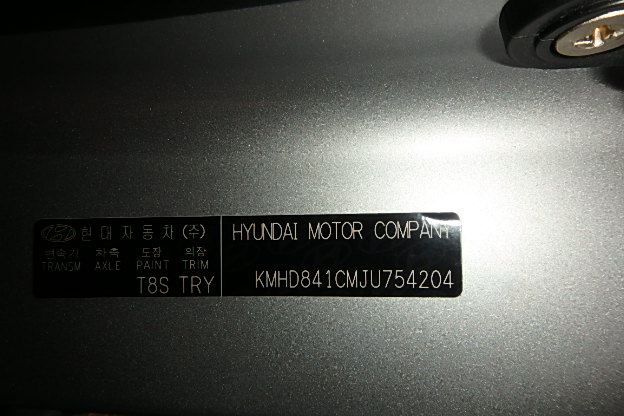 현대자동차(주)
변속기 차축 도장 의장
TRANSM AXLE PAINT TRIM
T8S TRY
HYUNDAI MOTOR COMPANY
KMHD841CMJU754204